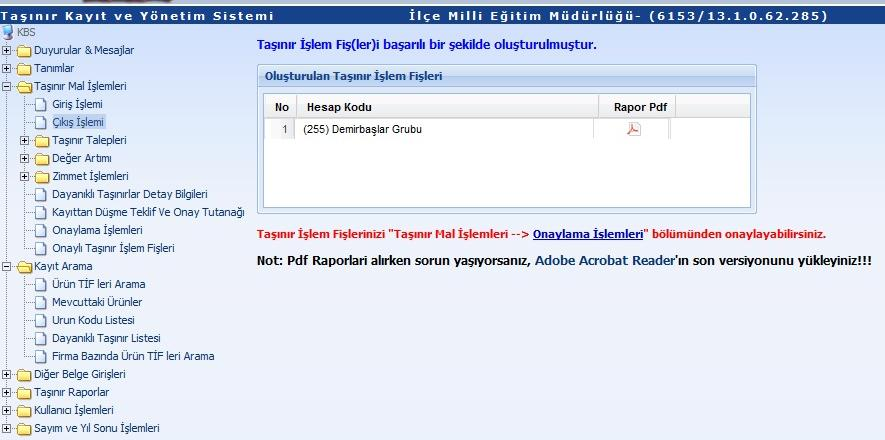 Taşınır Kayıt ve Yönetim Sistemi İlçe Milli Eğitim Müdürlüğü- (6153/13.1.0.62.285)
KBS
Duyurular & Mesajlar
Tanımlar
Taşınır Mal İşlemleri
Giriş İşlemi
Çıkış İşlemi
Taşınır Talepleri
Değer Artımı
Zimmet İşlemleri
Dayanıklı Taşınırlar Detay Bilgileri
Kayıttan Düşme Teklif Ve Onay Tutanağı
Onaylama İşlemleri
Onaylı Taşınır İşlem Fişleri
Kayıt Arama
Ürün TİF leri Arama
Mevcuttaki Ürünler
Urun Kodu Listesi
Dayanıklı Taşınır Listesi
Firma Bazında Ürün TİF leri Arama
Diğer Belge Girişleri
Taşınır Raporlar
Kullanıcı İşlemleri
Sayım ve Yıl Sonu İşlemleri
Taşınır İşlem Fiş(ler)i başarılı bir şekilde oluşturulmuştur.
Oluşturulan Taşınır İşlem Fişleri
No Hesap Kodu Rapor Pdf
1 (255) Demirbaşlar Grubu
Taşınır İşlem Fişlerinizi "Taşınır Mal İşlemleri --> Onaylama İşlemleri" bölümünden onaylayabilirsiniz.
Not: Pdf Raporlari alırken sorun yaşıyorsanız, Adobe Acrobat Reader'ın son versiyonunu yükleyiniz!!!